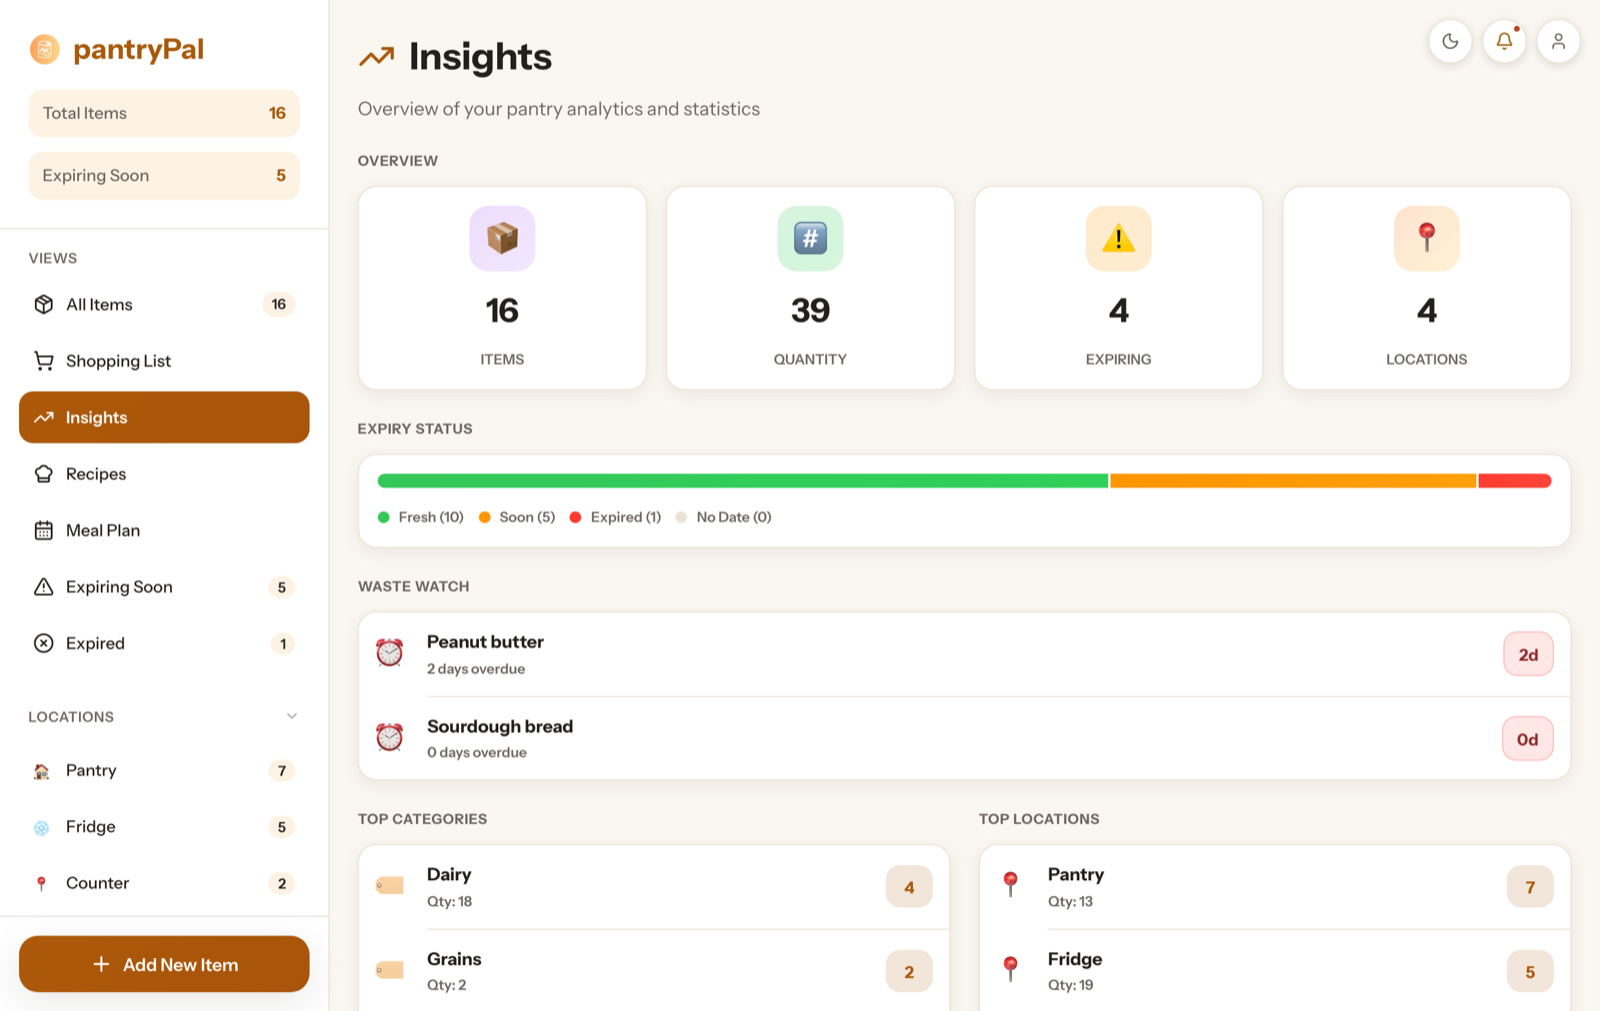 pantryPal
Total Items 16
Expiring Soon 5
VIEWS
All Items 16
Shopping List
Insights
Recipes
Meal Plan
Expiring Soon 5
Expired 1
LOCATIONS
Pantry 7
Fridge 5
Counter 2
+ Add New Item
Insights
Overview of your pantry analytics and statistics
OVERVIEW
16
ITEMS
#
39
QUANTITY
4
EXPIRING
4
LOCATIONS
EXPIRY STATUS
Fresh (10) Soon (5) Expired (1) No Date (0)
WASTE WATCH
Peanut butter
2 days overdue
2d
Sourdough bread
0 days overdue
0d
TOP CATEGORIES
Dairy
Qty: 18
4
Grains
Qty: 2
2
TOP LOCATIONS
Pantry
Qty: 13
7
Fridge
Qty: 19
5